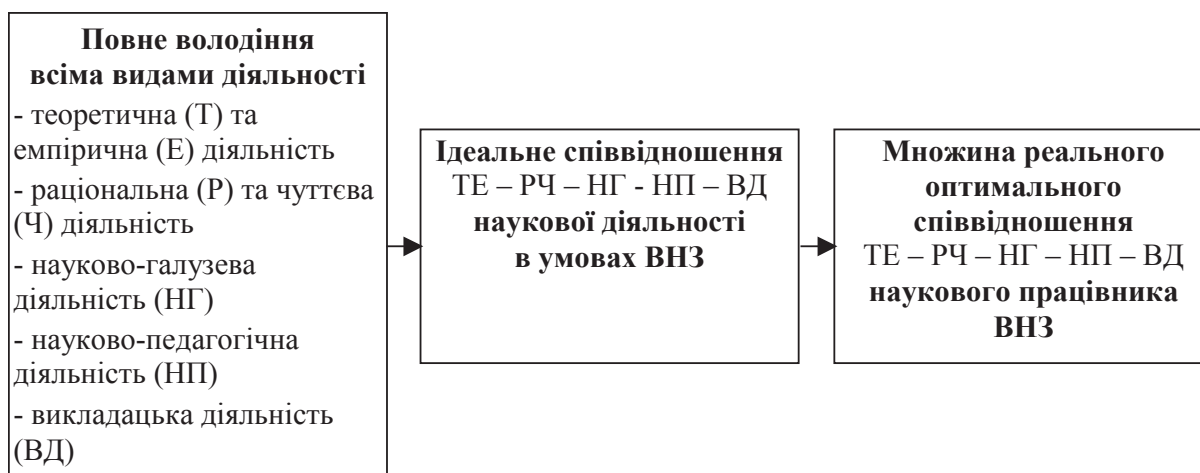 Повне володіння
всіма видами діяльності
- теоретична (Т) та
емпірична (Е) діяльність
- раціональна (Р) та чуттєва
(Ч) діяльність
- науково-галузева
діяльність (НГ)
- науково-педагогічна
діяльність (НП)
- викладацька діяльність
(ВД)
Ідеальне співвідношення
ТЕ – РЧ – НГ - НП – ВД
наукової діяльності
в умовах ВНЗ
Множина реального
оптимального
співвідношення
ТЕ – РЧ – НГ – НП – ВД
наукового працівника
ВНЗ